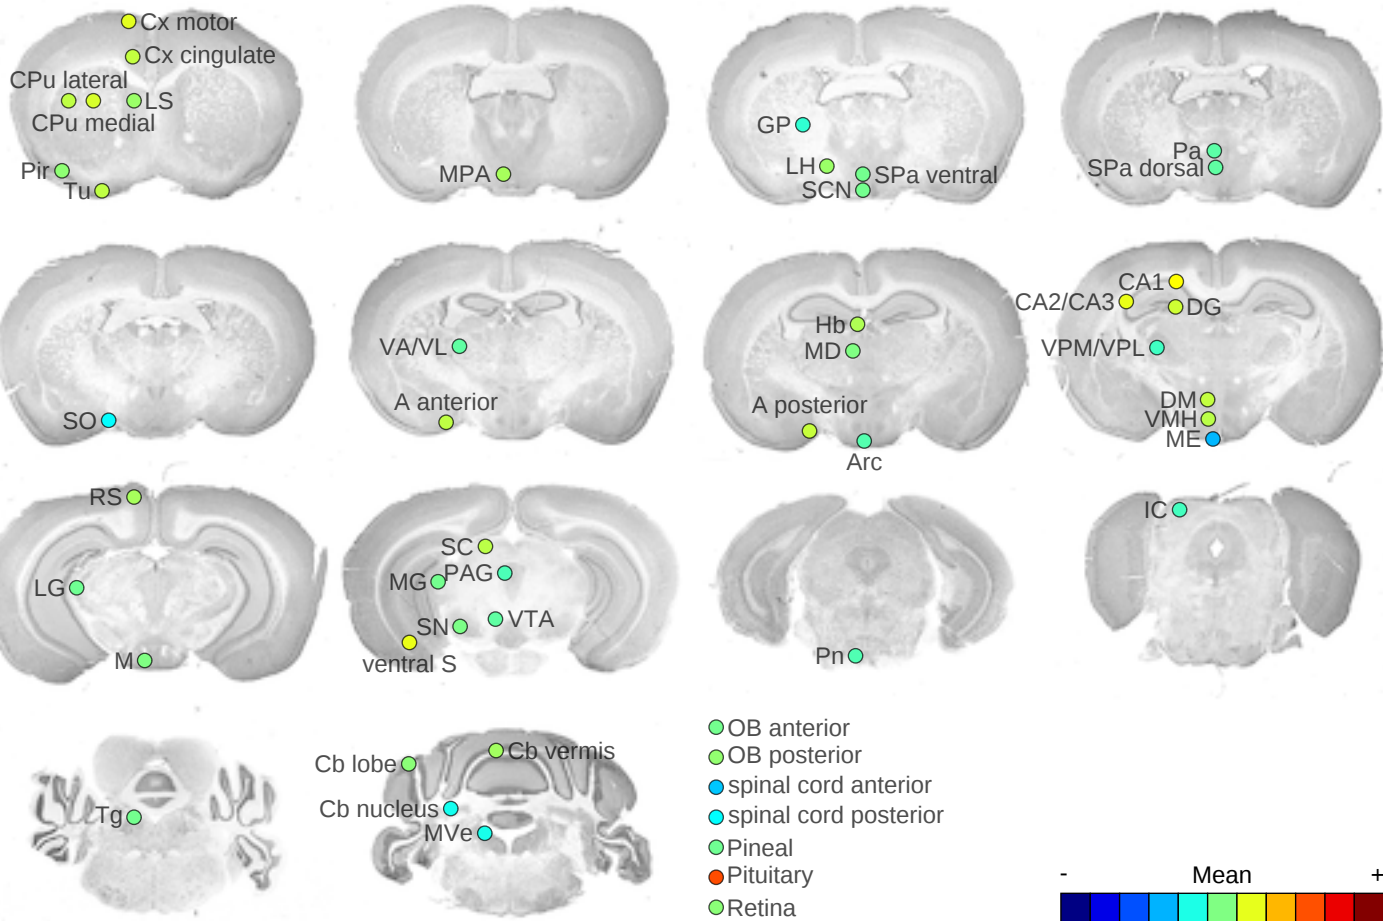 Cx motor
Cx cingulate
CPu lateral
LS
CPu medial
Pir
Tu
MPA
GP
LH
SPa ventral
SCN
Pa
SPa dorsal
SO
VA/VL
A anterior
Hb
MD
A posterior
Arc
CA1
CA2/CA3
DG
VPM/VPL
DM
VMH
ME
RS
LG
M
SC
MG
PAG
SN
VTA
ventral S
Pn
IC
Tg
Cb lobe
Cb vermis
Cb nucleus
MVe
OB anterior
OB posterior
spinal cord anterior
spinal cord posterior
Pineal
Pituitary
Retina
- Mean +